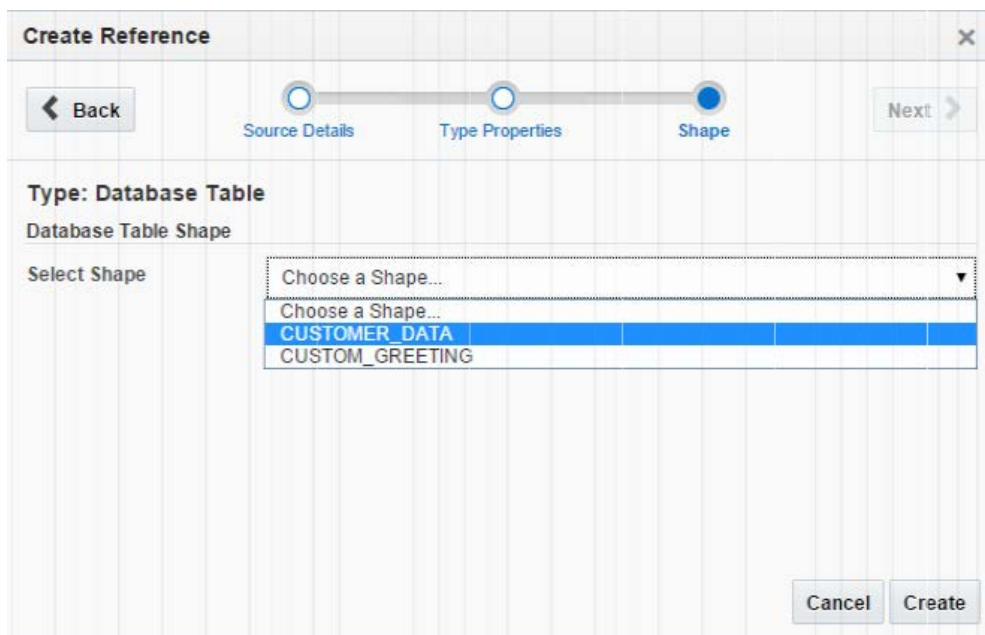 Create Reference
Back
Source Details
Type Properties
Shape
Next
Type: Database Table
Database Table Shape
Select Shape
Choose a Shape...
Choose a Shape...
CUSTOMER_DATA
CUSTOM_GREETING
Cancel
Create